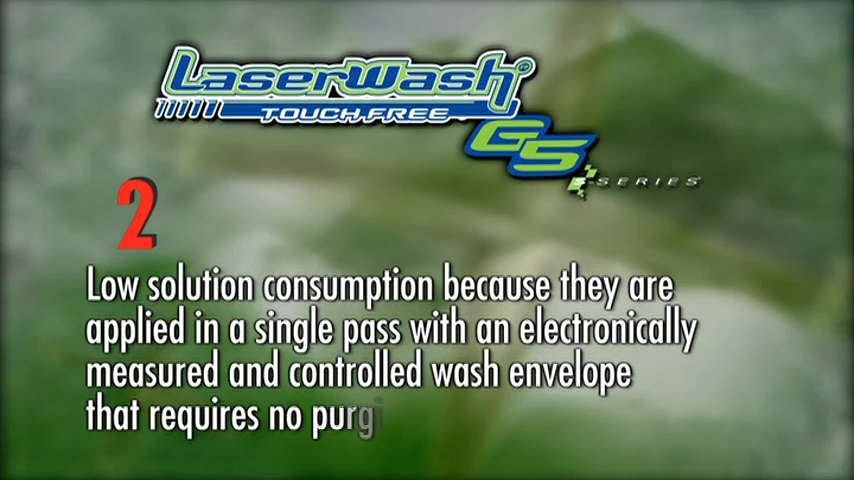 LaserWash®
TOUCH FREE
G5
S-SERIES
2
Low solution consumption because they are
applied in a single pass with an electronically
measured and controlled wash envelope
that requires no purgi